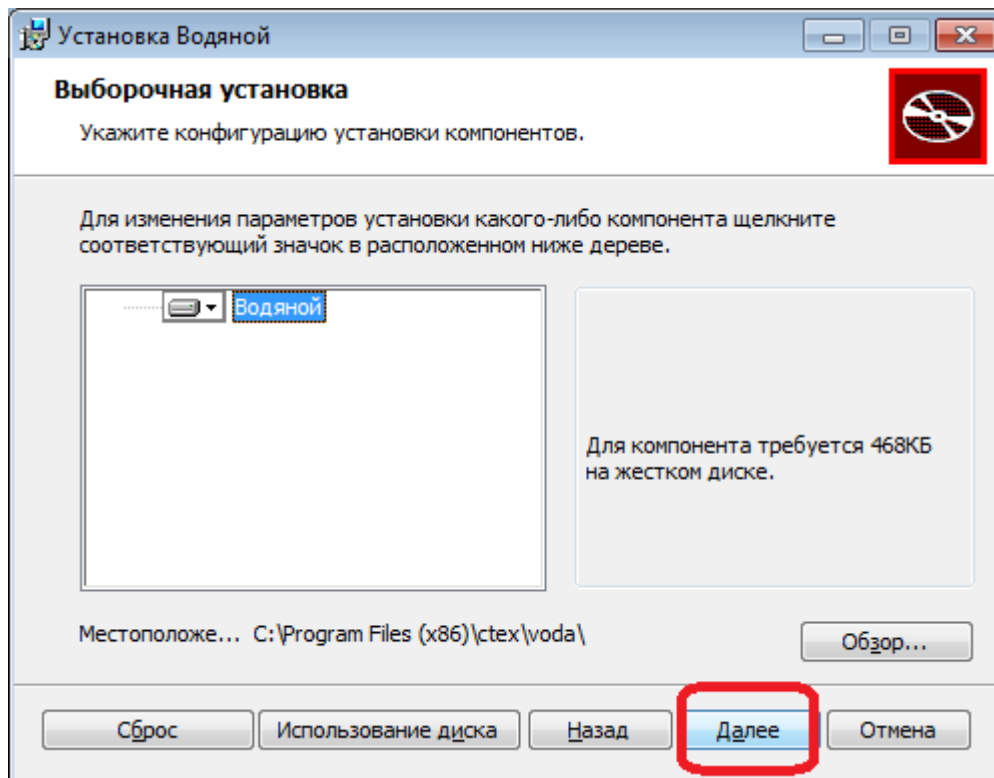 Установка Водяной
Выборочная установка
Укажите конфигурацию установки компонентов.
Для изменения параметров установки какого-либо компонента щелкните
соответствующий значок в расположенном ниже дереве.
Водяной
Для компонента требуется 468КБ
на жестком диске.
Местоположе... C:\Program Files (x86)\ctex\voda\
Обзор...
Сброс Использование диска Назад Далее Отмена